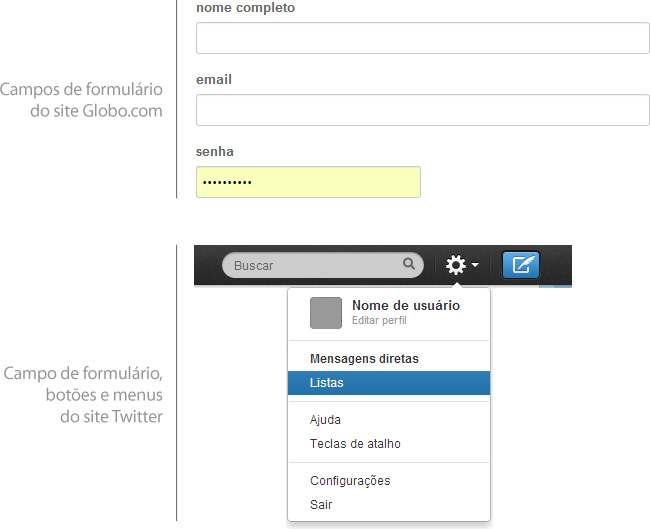 nome completo
Campos de formulário
do site Globo.com
email
senha
••••••••••
Buscar
Nome de usuário
Editar perfil
Mensagens diretas
Listas
Campo de formulário,
botões e menus
do site Twitter
Ajuda
Teclas de atalho
Configurações
Sair